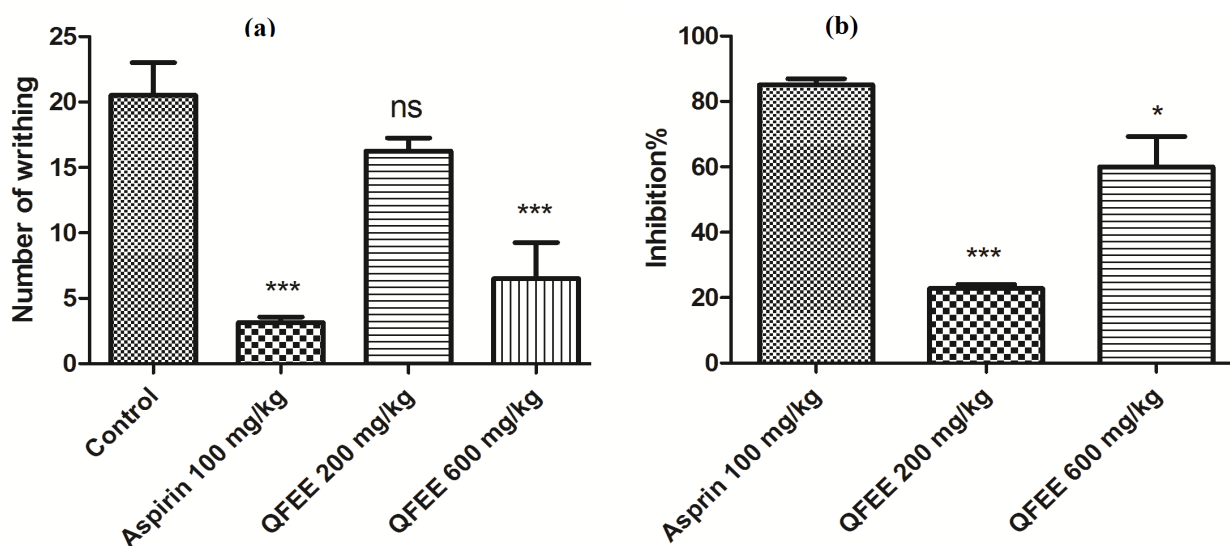 (a)
Number of writhing
25
20
15
10
5
0
***
ns
***
Control
Aspirin 100 mg/kg
QFEE 200 mg/kg
QFEE 600 mg/kg
(b)
Inhibition%
100
80
60
40
20
0
***
*
Asprin 100 mg/kg
QFEE 200 mg/kg
QFEE 600 mg/kg